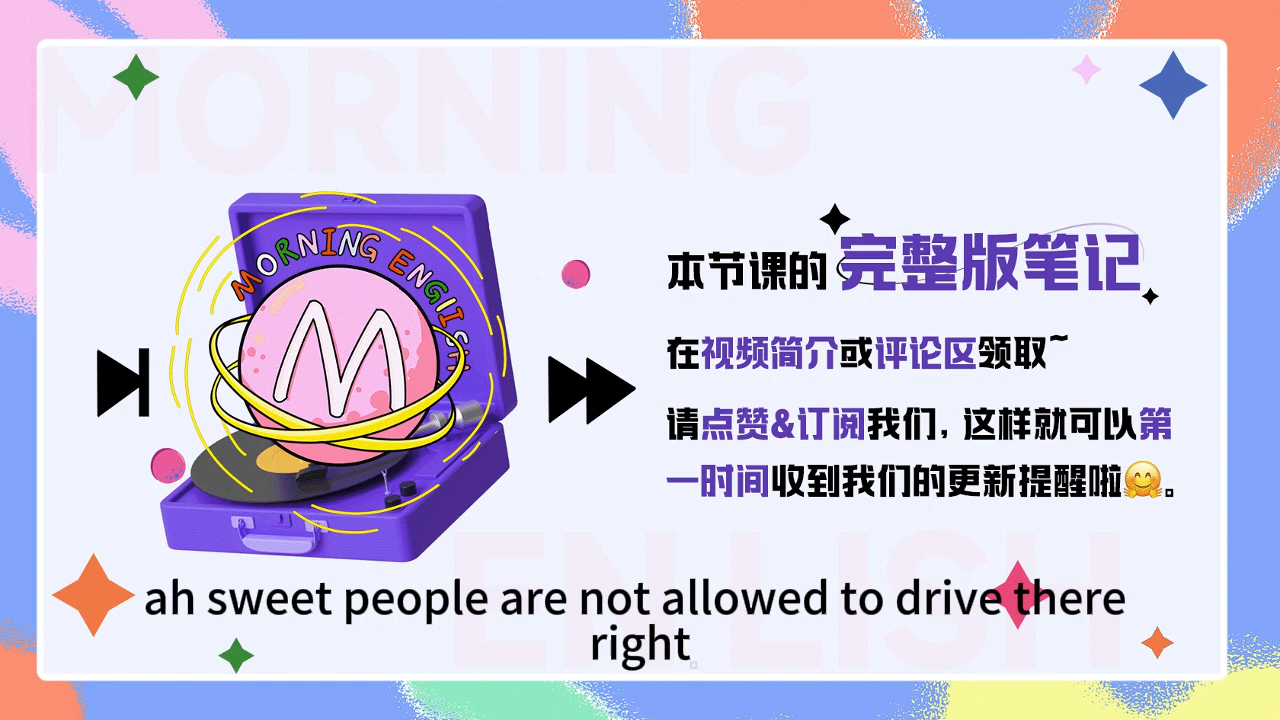 MORNING
MORNING ENGLISH
M
本节课的 完整版笔记
在视频简介或评论区领取~
请点赞&订阅我们, 这样就可以第
一时间收到我们的更新提醒啦🤗。
ah sweet people are not allowed to drive there
right
EN LISH